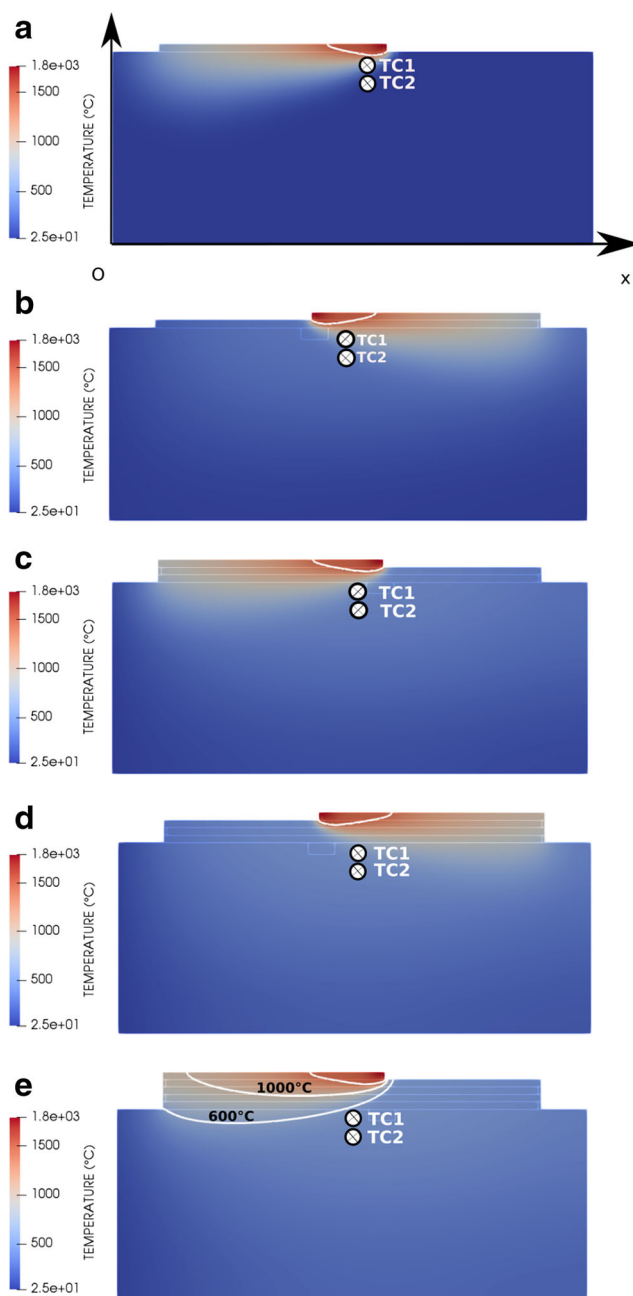 a
1.8e+03
1500
1000
500
2.5e+01
TEMPERATURE (°C)
TC1
TC2
O
x
b
1.8e+03
1500
1000
500
2.5e+01
TEMPERATURE (°C)
TC1
TC2
c
1.8e+03
1500
1000
500
2.5e+01
TEMPERATURE (°C)
TC1
TC2
d
1.8e+03
1500
1000
500
2.5e+01
TEMPERATURE (°C)
TC1
TC2
e
1.8e+03
1500
1000
500
2.5e+01
TEMPERATURE (°C)
1000°C
600°C
TC1
TC2